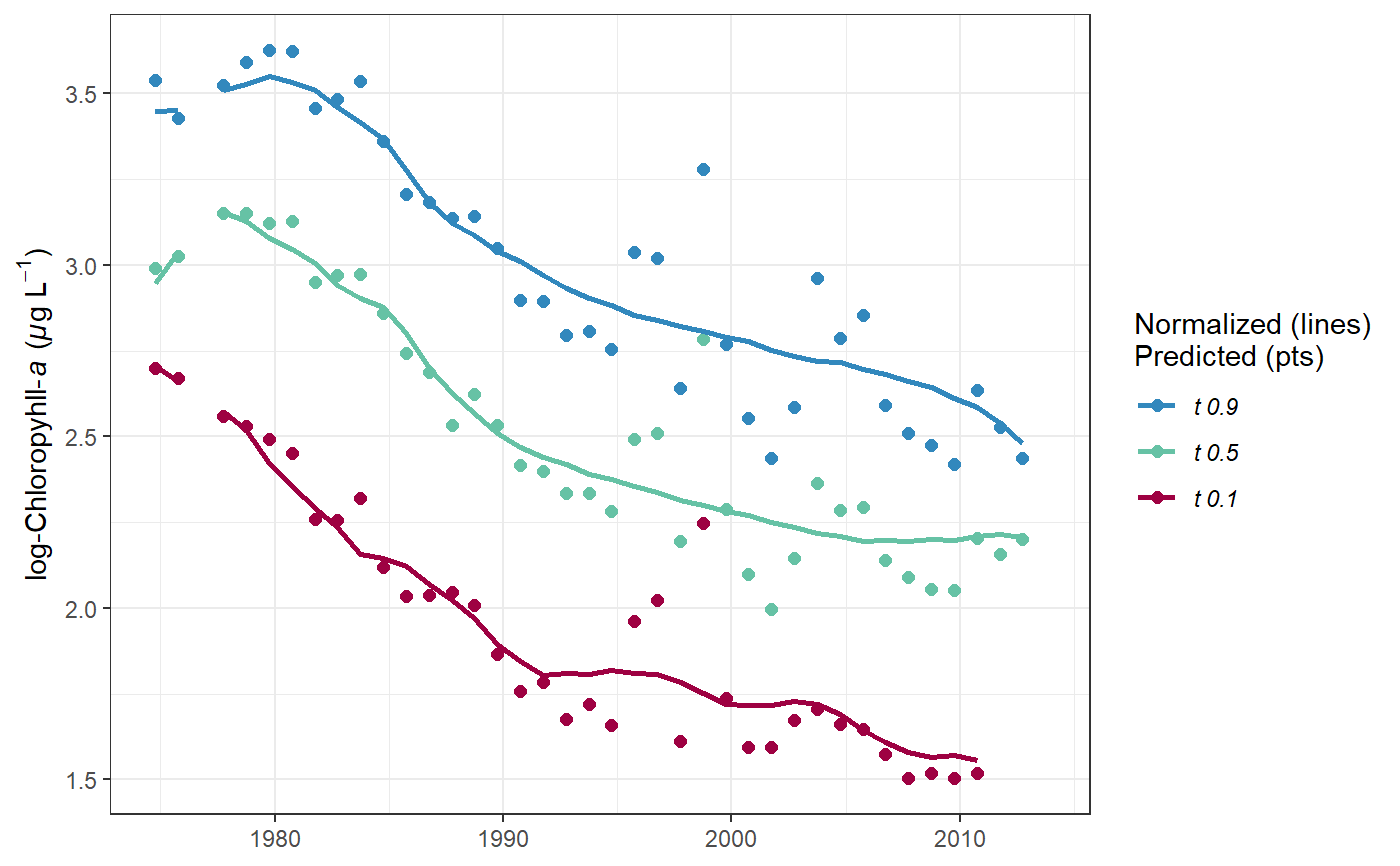 3.5
3.0
2.5
2.0
1.5
log-Chloropyhll-a (μg L⁻¹)
1980 1990 2000 2010
Normalized (lines)
Predicted (pts)
t 0.9
t 0.5
t 0.1